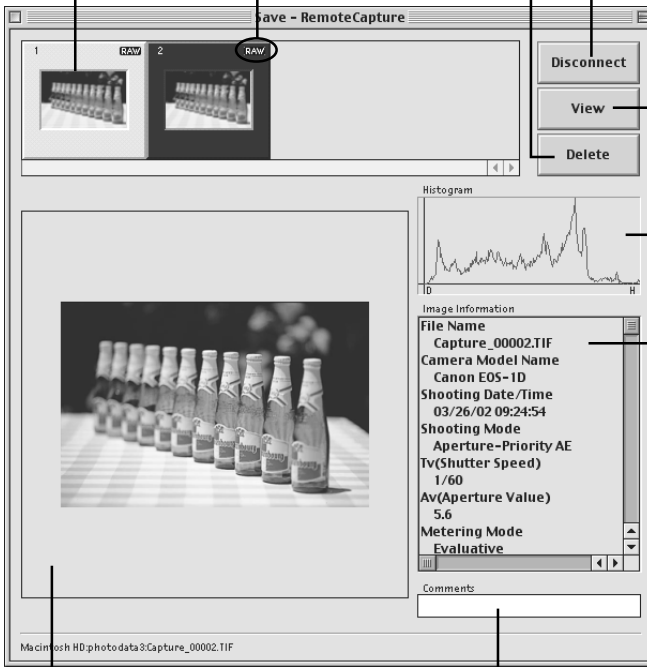 Save - RemoteCapture
1 RAW 2 RAW
Disconnect
View
Delete
Histogram
D H
Image Information
File Name
Capture_00002.TIF
Camera Model Name
Canon EOS-1D
Shooting Date/Time
03/26/02 09:24:54
Shooting Mode
Aperture-Priority AE
Tv(Shutter Speed)
1/60
Av(Aperture Value)
5.6
Metering Mode
Evaluative
Comments
Macintosh HD:photodata3:Capture_00002.TIF